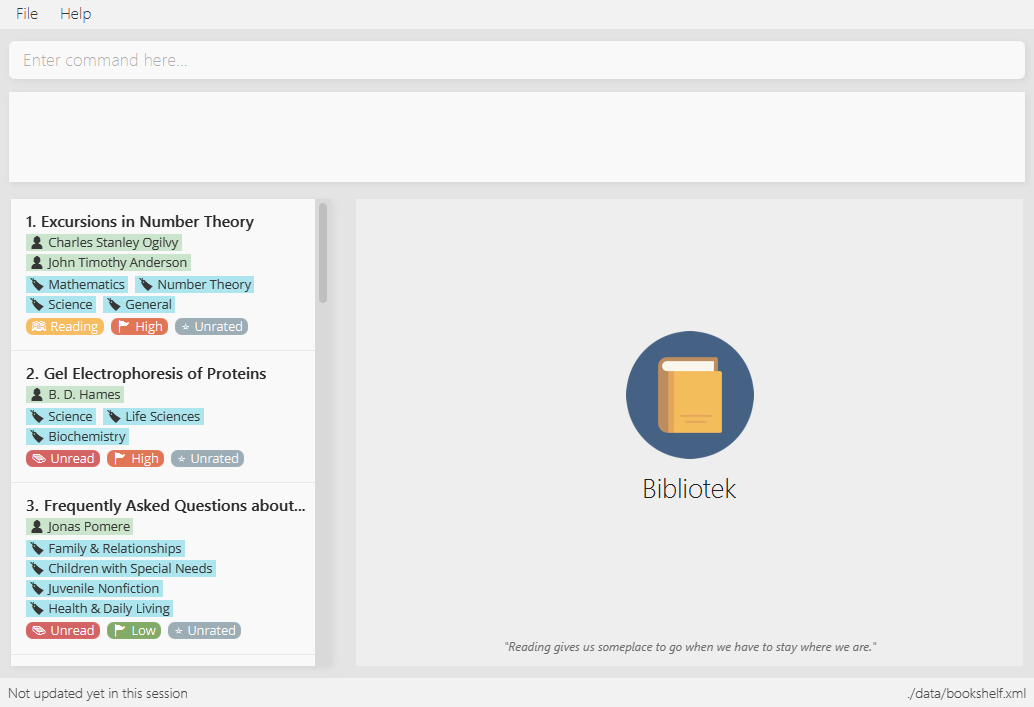 File Help
Enter command here...
1. Excursions in Number Theory
Charles Stanley Ogilvy
John Timothy Anderson
Mathematics Number Theory
Science General
Reading High Unrated
2. Gel Electrophoresis of Proteins
B. D. Hames
Science Life Sciences
Biochemistry
Unread High Unrated
3. Frequently Asked Questions about...
Jonas Pomere
Family & Relationships
Children with Special Needs
Juvenile Nonfiction
Health & Daily Living
Unread Low Unrated
Bibliotek
"Reading gives us someplace to go when we have to stay where we are."
Not updated yet in this session
./data/bookshelf.xml